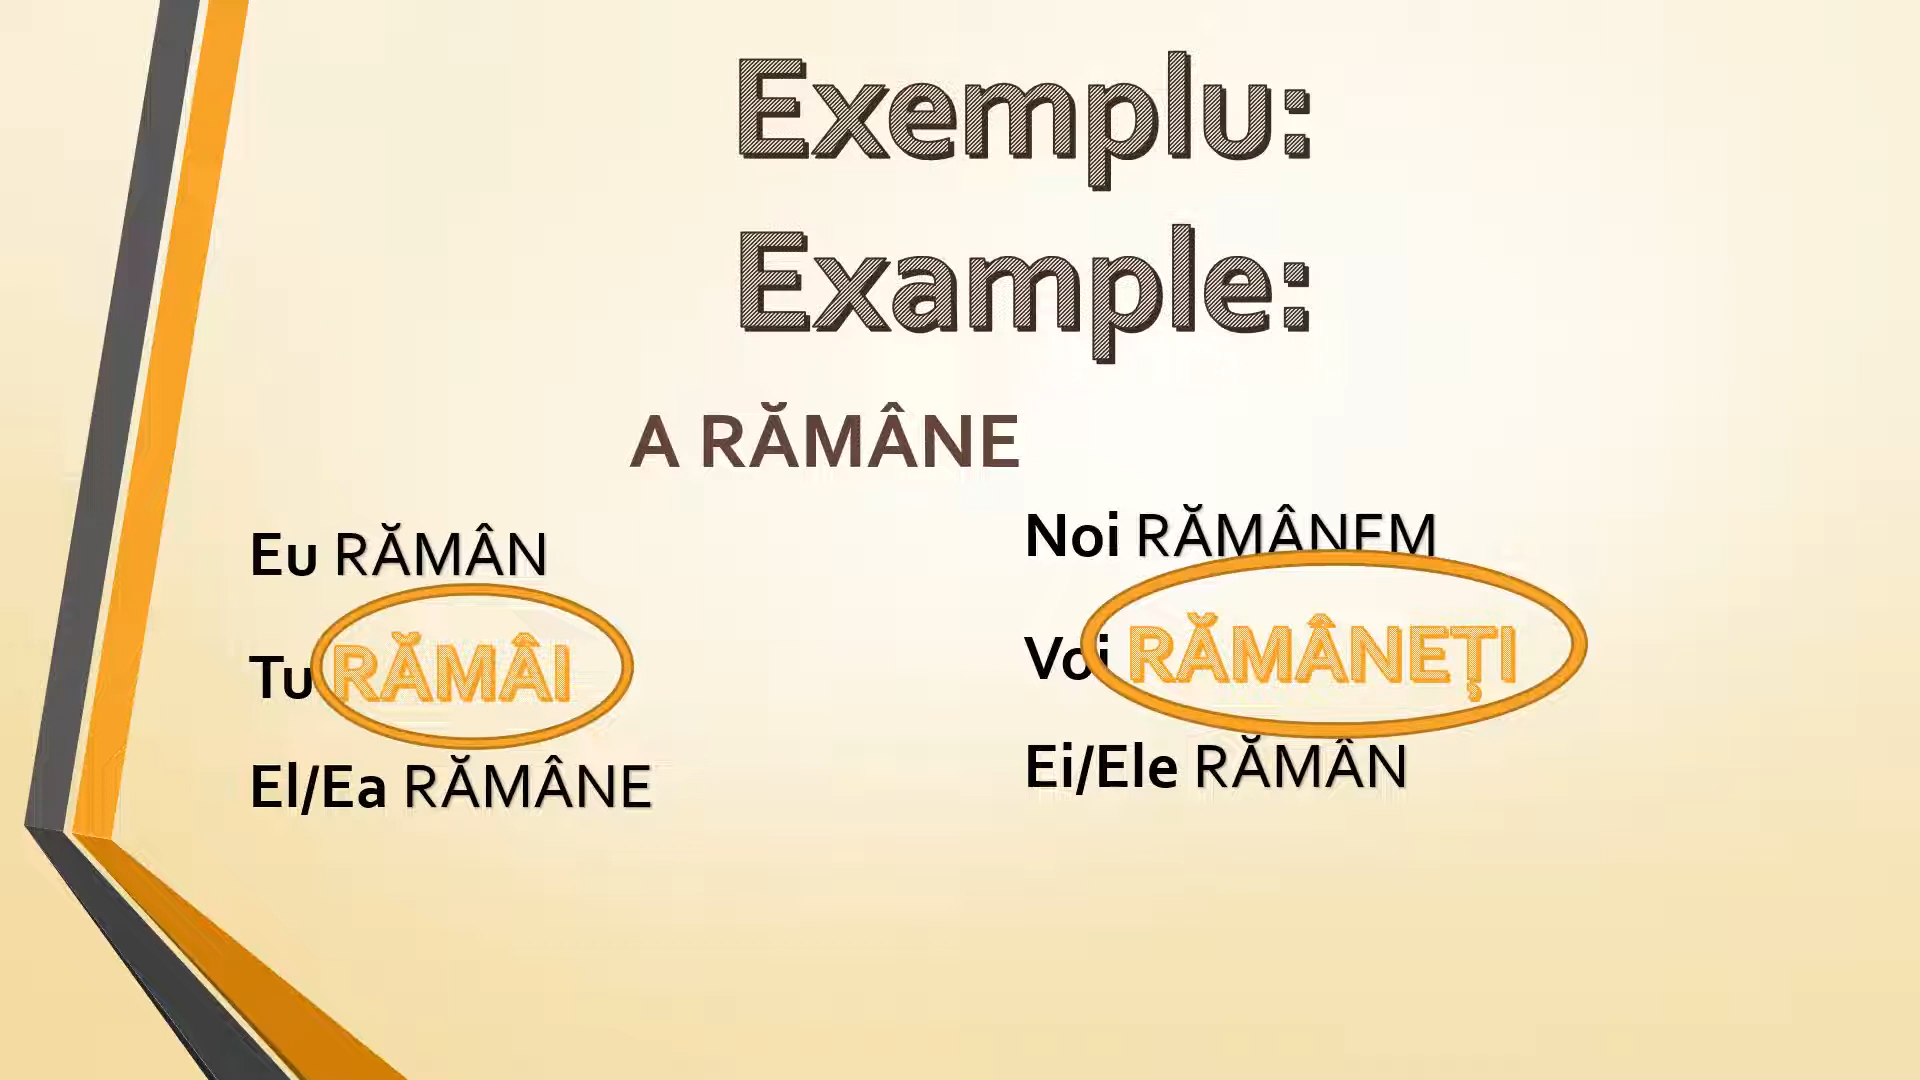 Exemplu:
Example:
A RĂMÂNE
Eu RĂMÂN
Tu RĂMÂI
El/Ea RĂMÂNE
Noi RĂMÂNEM
Voi RĂMÂNEȚI
Ei/Ele RĂMÂN